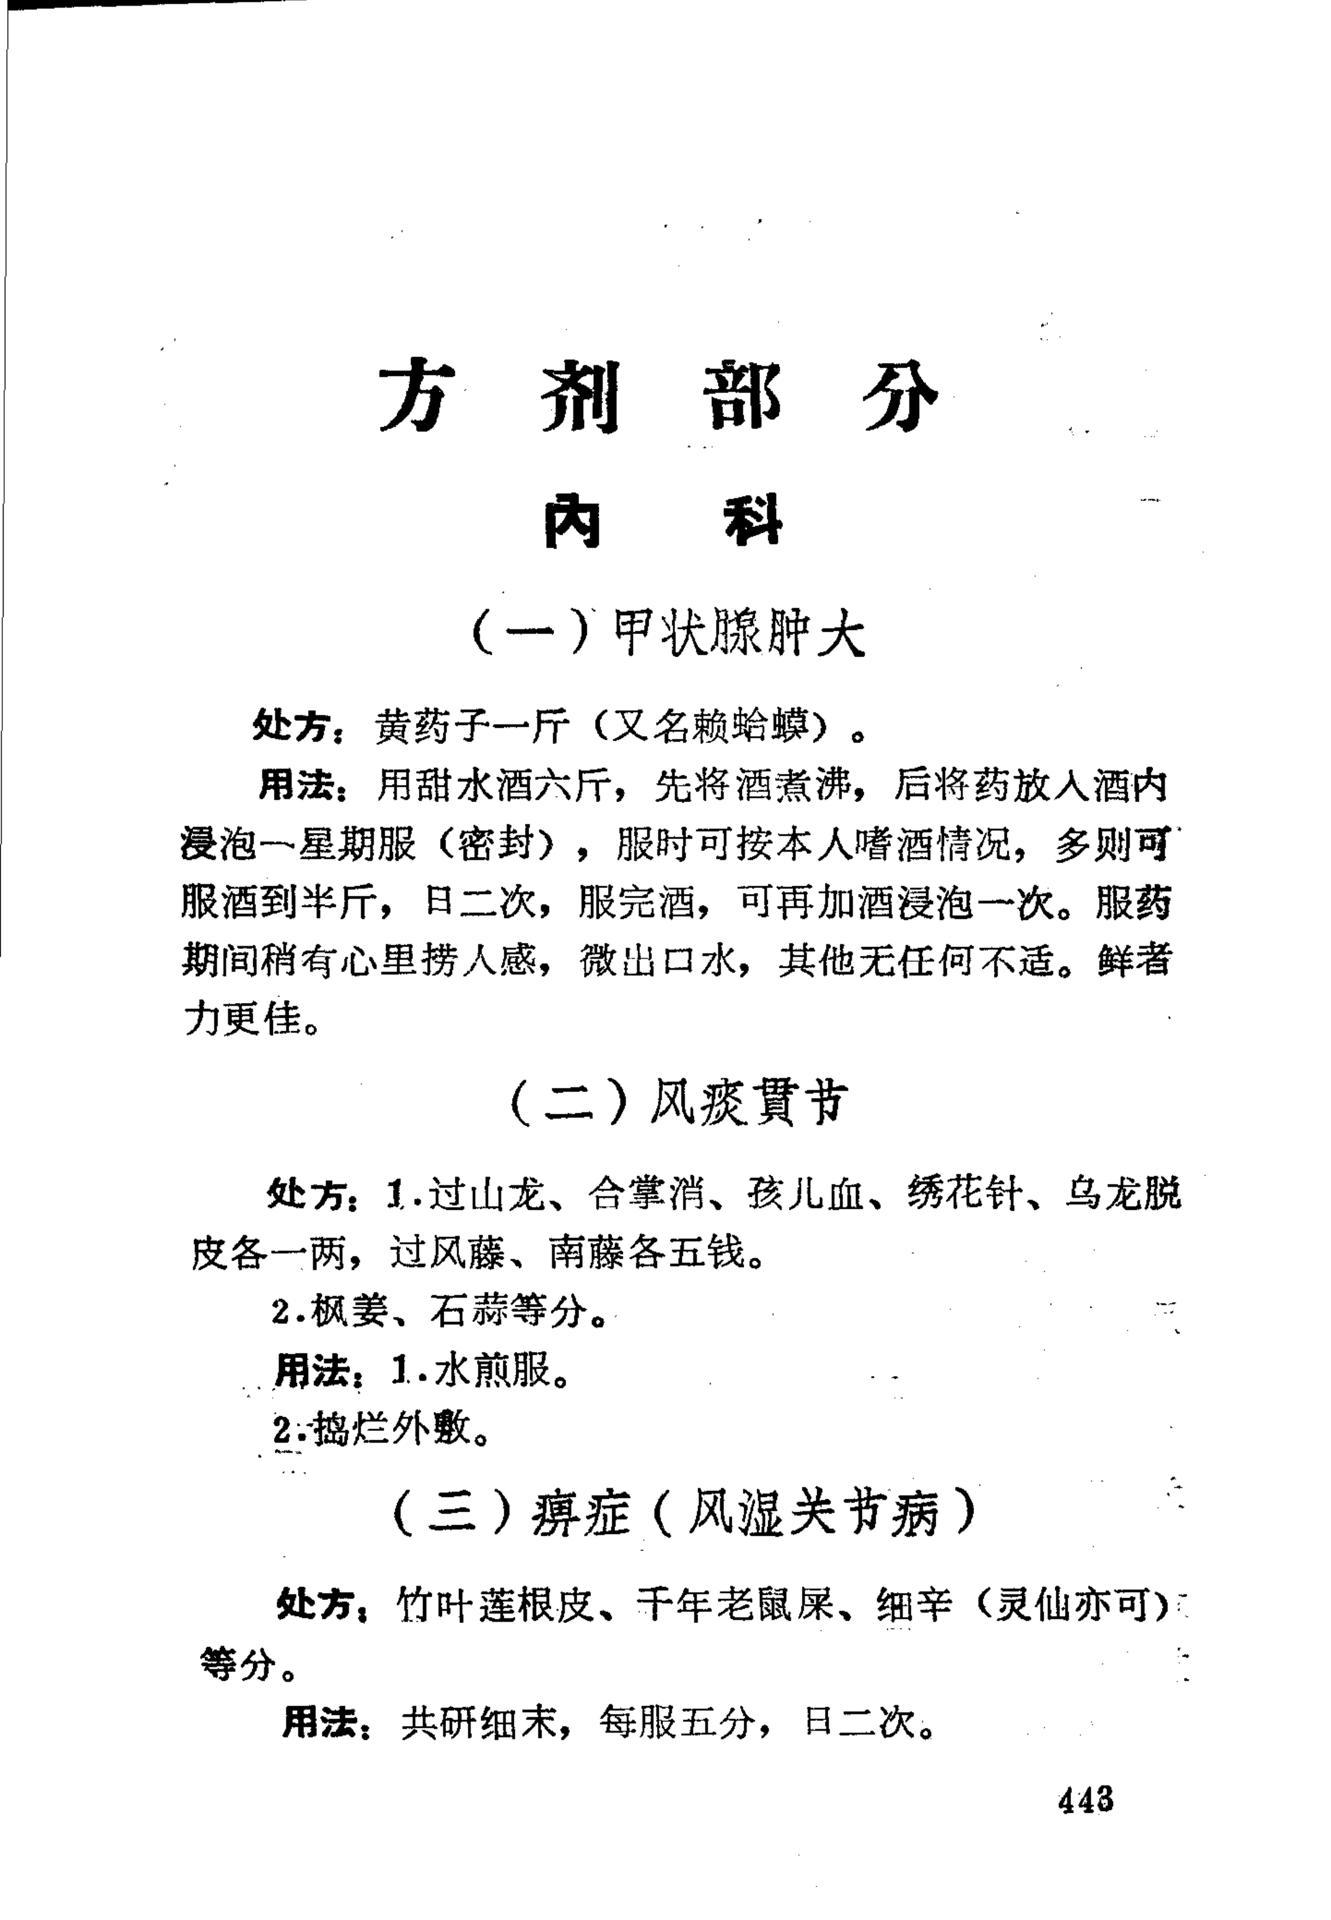 方剂部分
内科
（一）甲状腺肿大
处方：黄药子一斤（又名赖蛤蟆）。
用法：用甜水酒六斤，先将酒煮沸，后将药放入酒内
浸泡一星期服（密封），服时可按本人嗜酒情况，多则可
服酒到半斤，日二次，服完酒，可再加酒浸泡一次。服药
期间稍有心里捞人感，微出口水，其他无任何不适。鲜者
力更佳。
（二）风痰贯节
处方：1.过山龙、合掌消、孩儿血、绣花针、乌龙脱
皮各一两，过风藤、南藤各五钱。
2.枫姜、石蒜等分。
用法：1.水煎服。
2.捣烂外敷。
（三）痹症（风湿关节病）
处方：竹叶莲根皮、千年老鼠屎、细辛（灵仙亦可）
等分。
用法：共研细末，每服五分，日二次。
443